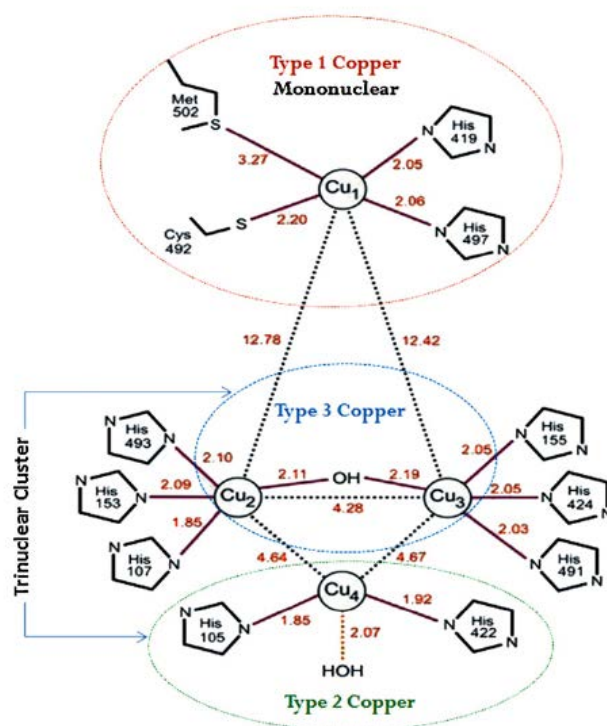 Type 1 Copper
Mononuclear
Met
502
S
3.27
N
His
419
N
2.05
Cu1
2.20
2.06
S
Cys
492
N
His
497
N
12.78
12.42
Type 3 Copper
Trinuclear Cluster
N
His
493
N
2.10
2.05
N
His
155
N
N
His
153
N
2.09
Cu2
2.11
OH
2.19
Cu3
2.05
N
His
424
N
4.28
N
His
107
N
1.85
2.03
N
His
491
N
4.64
4.67
Cu4
N
His
105
N
1.85
1.92
2.07
N
His
422
N
HOH
Type 2 Copper